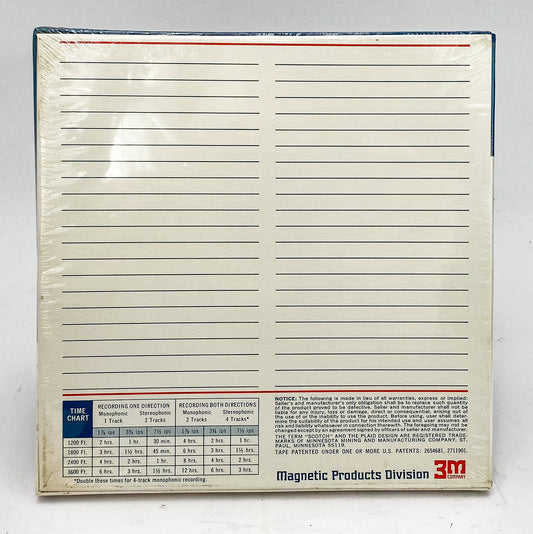 TIME CHART
RECORDING ONE DIRECTION RECORDING BOTH DIRECTIONS
Monophonic Stereophonic Monophonic Stereophonic
1 Track 2 Tracks 2 Tracks 4 Tracks*
1⅞ ips 3¾ ips 7½ ips 1⅞ ips 3¾ ips 7½ ips
1200 Ft. 2 hrs. 1 hr. 30 min. 4 hrs. 2 hrs. 1 hr.
1800 Ft. 3 hrs. 1½ hrs. 45 min. 6 hrs. 3 hrs. 1½ hrs.
2400 Ft. 4 hrs. 2 hrs. 1 hr. 8 hrs. 4 hrs. 2 hrs.
3600 Ft. 6 hrs. 3 hrs. 1½ hrs. 12 hrs. 6 hrs. 3 hrs.
*Double these times for 4-track monophonic recording.
NOTICE: The following is made in lieu of all warranties, express or implied:
Seller's and manufacturer's only obligation shall be to replace such quantity
of the product proved to be defective. Seller and manufacturer shall not be
liable for any injury, loss or damage, direct or consequential, arising out of
the use of or the inability to use the product. Before using, user shall deter-
mine the suitability of the product for his intended use and user assumes all
risk and liability whatsoever in connection therewith. The foregoing may not be
changed except by an agreement signed by officers of seller and manufacturer.
THE TERM "SCOTCH" AND THE PLAID DESIGN ARE REGISTERED TRADE-
MARKS OF MINNESOTA MINING AND MANUFACTURING COMPANY, ST.
PAUL, MINNESOTA 55119.
TAPE PATENTED UNDER ONE OR MORE U.S. PATENTS: 2654681, 2711901.
Magnetic Products Division 3M
COMPANY